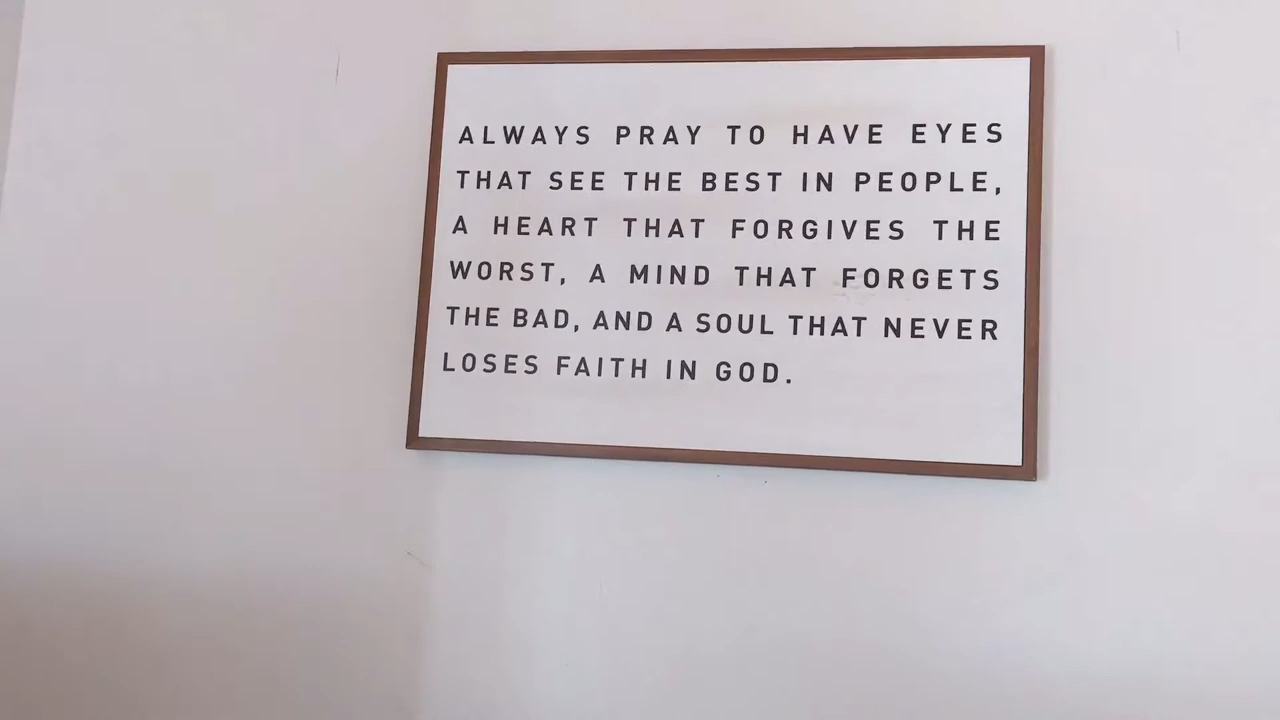 ALWAYS PRAY TO HAVE EYES
THAT SEE THE BEST IN PEOPLE,
A HEART THAT FORGIVES THE
WORST, A MIND THAT FORGETS
THE BAD, AND A SOUL THAT NEVER
LOSES FAITH IN GOD.